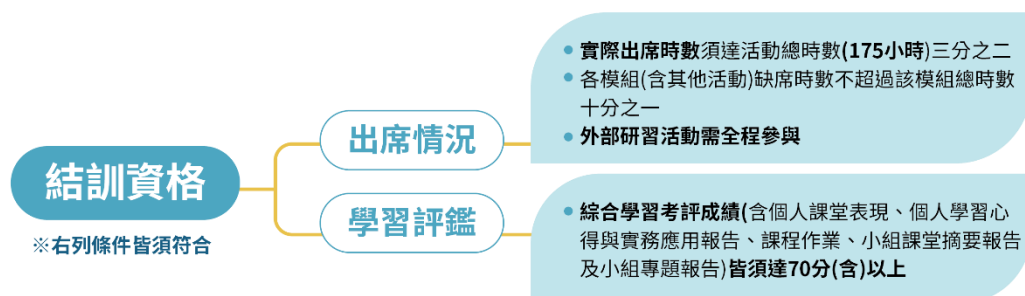 結訓資格
※右列條件皆須符合
出席情況
• 實際出席時數須達活動總時數(175小時)三分之二
• 各模組(含其他活動)缺席時數不超過該模組總時數
十分之一
• 外部研習活動需全程參與
學習評鑑
• 綜合學習考評成績(含個人課堂表現、個人學習心
得與實務應用報告、課程作業、小組課堂摘要報告
及小組專題報告)皆須達70分(含)以上